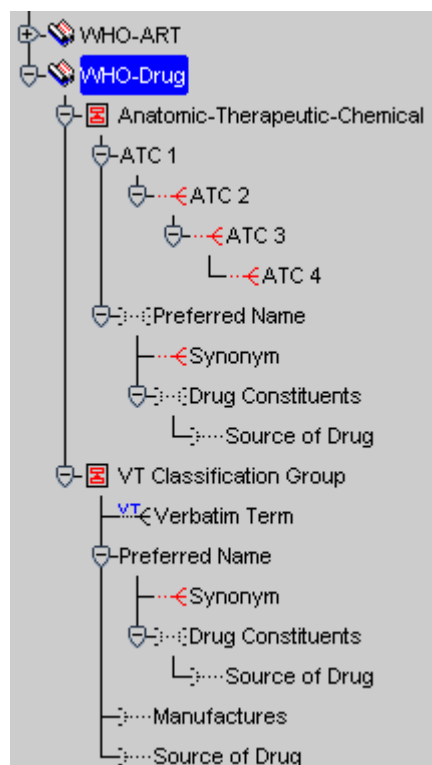 WHO-ART
WHO-Drug
Anatomic-Therapeutic-Chemical
ATC 1
ATC 2
ATC 3
ATC 4
Preferred Name
Synonym
Drug Constituents
Source of Drug
VT Classification Group
VT Verbatim Term
Preferred Name
Synonym
Drug Constituents
Source of Drug
Manufactures
Source of Drug